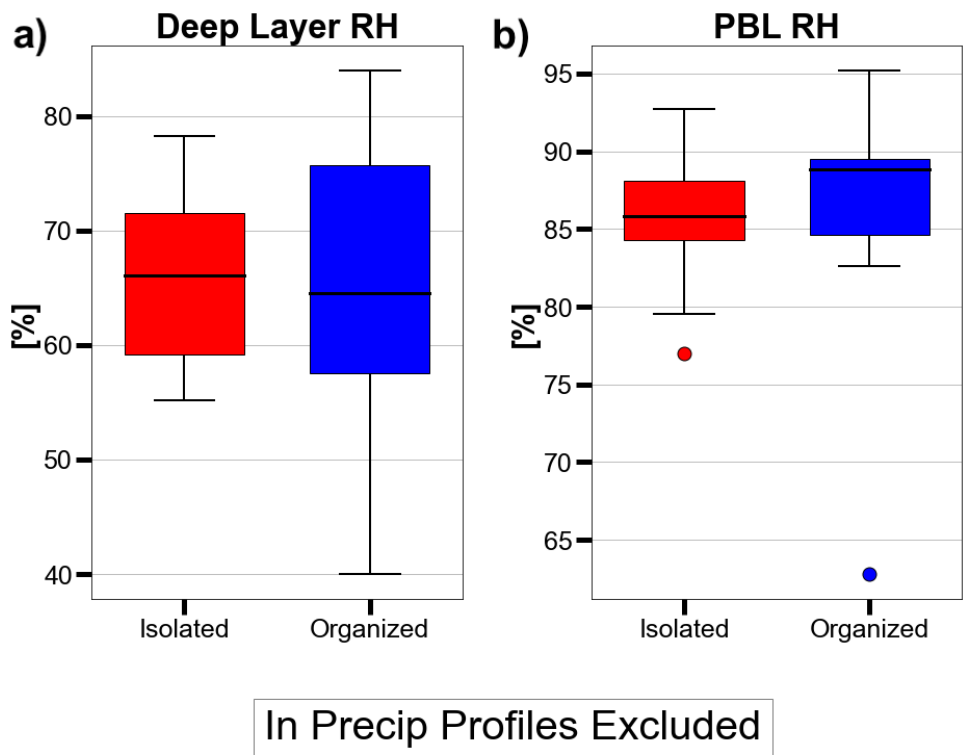 a) Deep Layer RH
[%]
80
70
60
50
40
Isolated Organized
b) PBL RH
[%]
95
90
85
80
75
70
65
Isolated Organized
In Precip Profiles Excluded